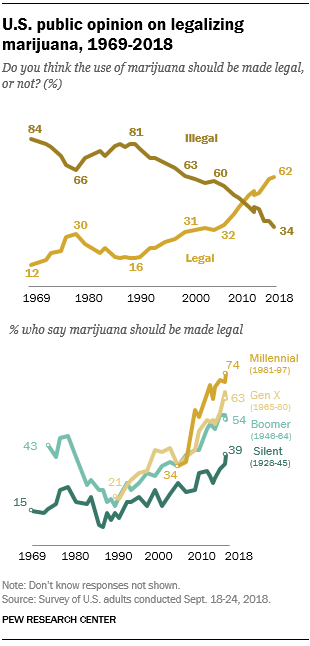 U.S. public opinion on legalizing
marijuana, 1969-2018
Do you think the use of marijuana should be made legal,
or not? (%)
84
81
Illegal
66
63
60
62
30
31
32
34
12
16
Legal
1969 1980 1990 2000 2010 2018
% who say marijuana should be made legal
74
Millennial
(1981-97)
63
Gen X
(1965-80)
54
Boomer
(1946-64)
39
Silent
(1928-45)
43
21
34
15
1969 1980 1990 2000 2010 2018
Note: Don't know responses not shown.
Source: Survey of U.S. adults conducted Sept. 18-24, 2018.
PEW RESEARCH CENTER